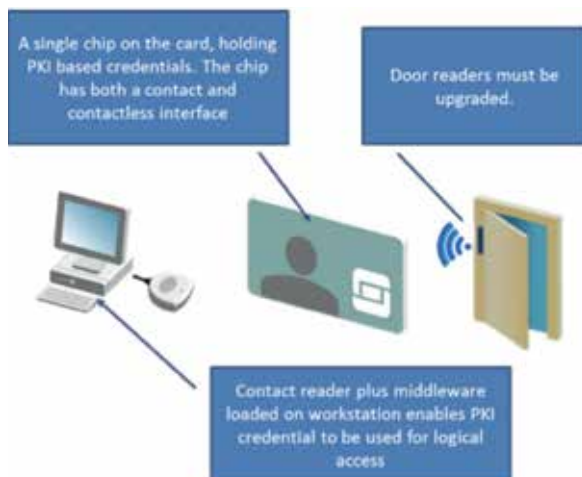 A single chip on the card, holding
PKI based credentials. The chip
has both a contact and
contactless interface
Door readers must be
upgraded.
Contact reader plus middleware
loaded on workstation enables PKI
credential to be used for logical
access